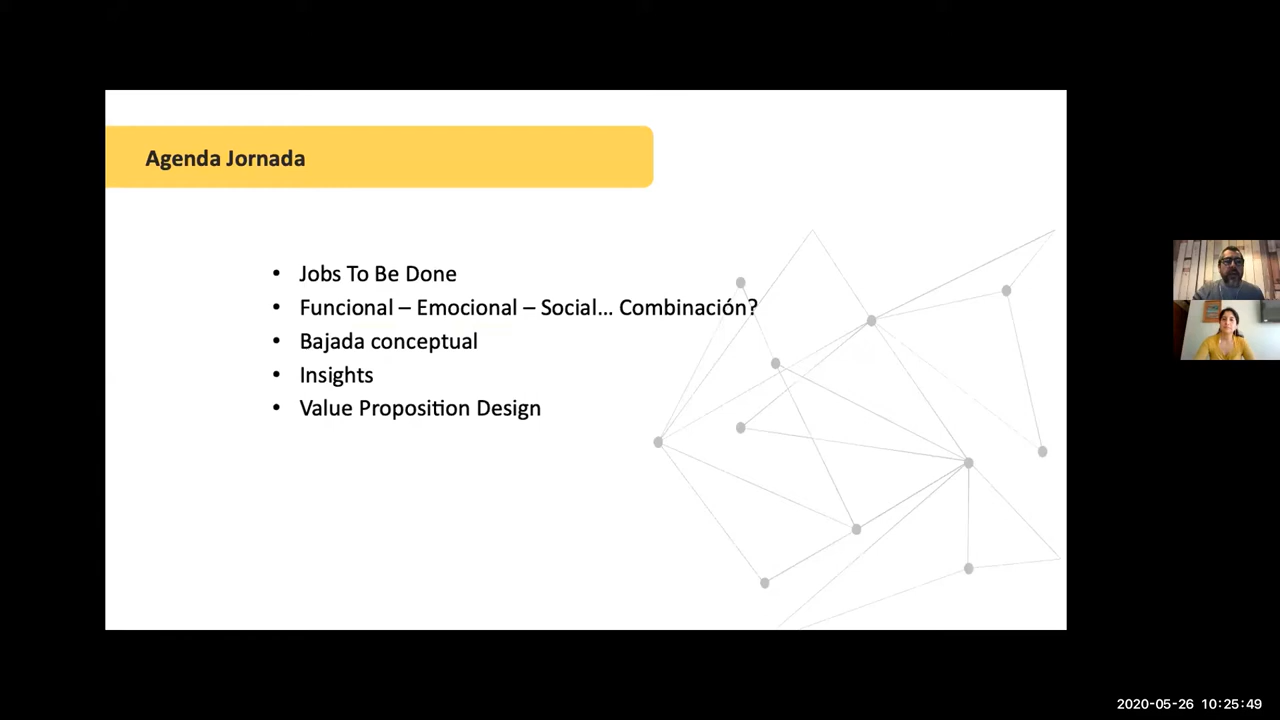 Agenda Jornada
• Jobs To Be Done
• Funcional – Emocional – Social... Combinación?
• Bajada conceptual
• Insights
• Value Proposition Design
2020-05-26 10:25:49